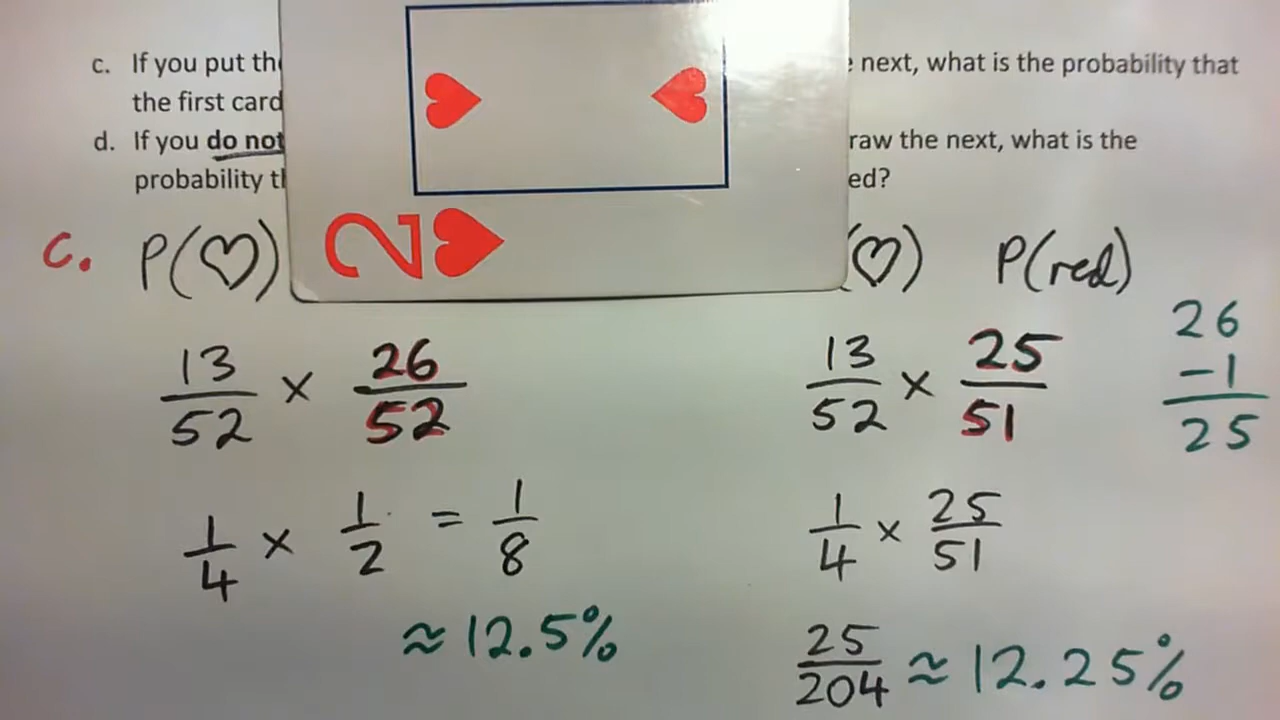 c. If you put the next, what is the probability that
the first card
d. If you do not raw the next, what is the
probability th ed?
2
c. P(♡) (♡) P(red)
13/52 × 26/52
13/52 × 25/51
26
-1
25
1/4 × 1/2 = 1/8
1/4 × 25/51
≈ 12.5%
25/204 ≈ 12.25%